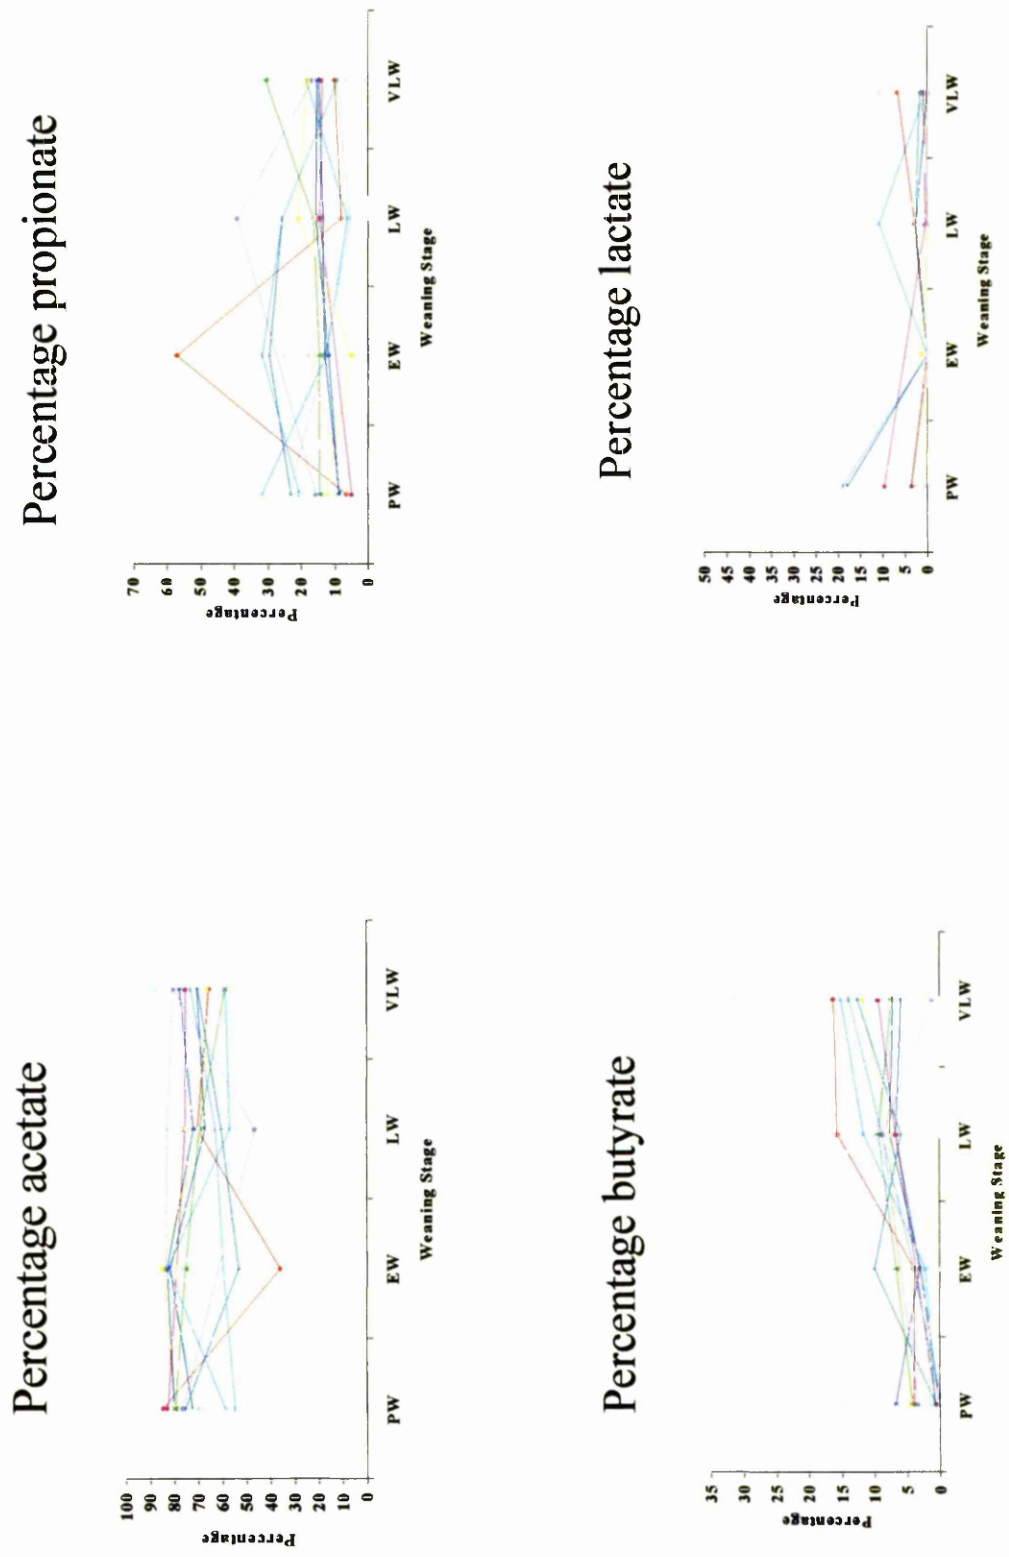 Percentage acetate
100
90
80
70
60
50
40
30
20
10
0
Percentage
PW
EW
LW
VLW
Weaning Stage
Percentage propionate
70
60
50
40
30
20
10
0
Percentage
PW
EW
LW
VLW
Weaning Stage
Percentage butyrate
35
30
25
20
15
10
5
0
Percentage
PW
EW
LW
VLW
Weaning Stage
Percentage lactate
50
45
40
35
30
25
20
15
10
5
0
Percentage
PW
EW
LW
VLW
Weaning Stage